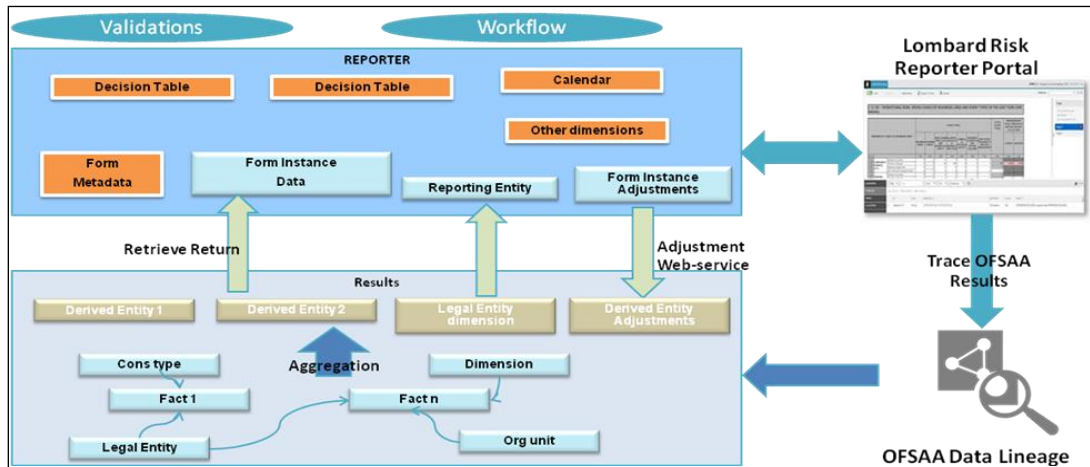 Validations
Workflow
REPORTER
Decision Table
Decision Table
Calendar
Other dimensions
Form
Metadata
Form Instance
Data
Reporting Entity
Form Instance
Adjustments
Lombard Risk
Reporter Portal
Retrieve Return
Adjustment
Web-service
Trace OFSAA
Results
Results
Derived Entity 1
Derived Entity 2
Legal Entity
dimension
Derived Entity
Adjustments
Aggregation
Cons type
Dimension
Fact 1
Fact n
Legal Entity
Org unit
OFSAA Data Lineage